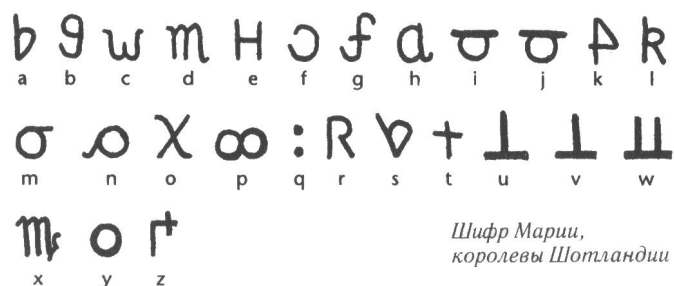 a b c d e f g h i j k l
m n o p q r s t u v w
x y z
Шифр Марии,
королевы Шотландии